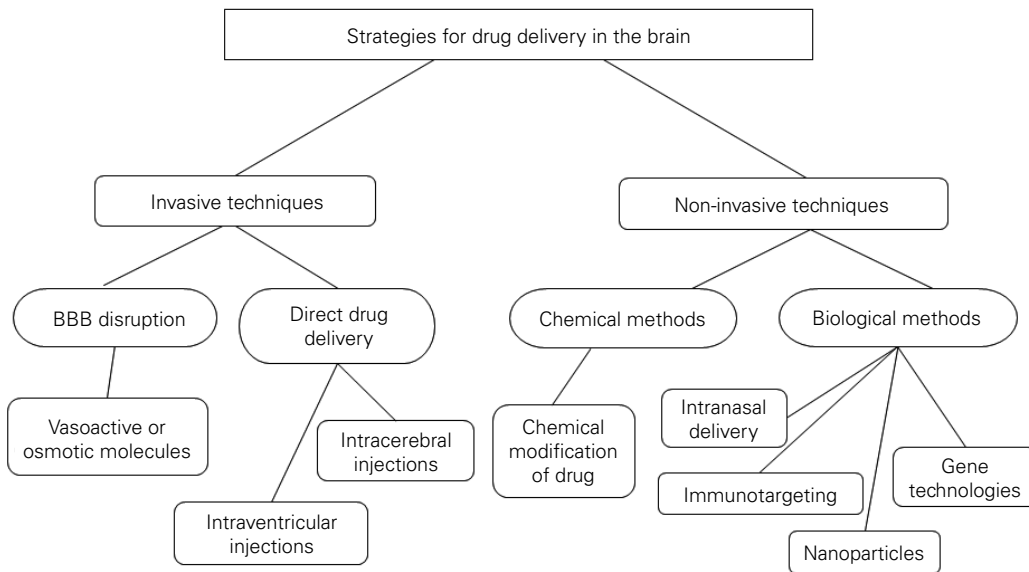 Strategies for drug delivery in the brain
Invasive techniques
Non-invasive techniques
BBB disruption
Direct drug
delivery
Chemical methods
Biological methods
Vasoactive or
osmotic molecules
Intracerebral
injections
Intraventricular
injections
Chemical
modification
of drug
Intranasal
delivery
Immunotargeting
Nanoparticles
Gene
technologies